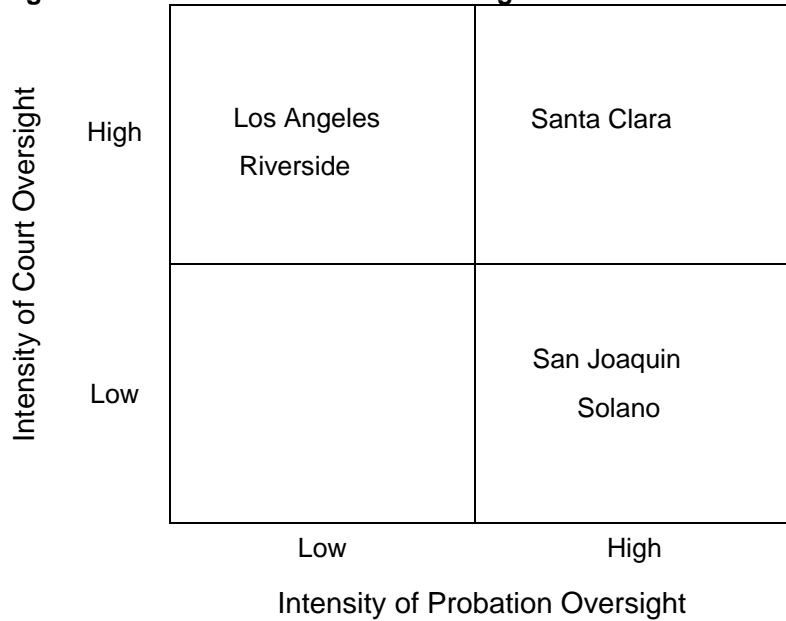 Intensity of Court Oversight
High
Los Angeles
Riverside
Santa Clara
Low
San Joaquin
Solano
Low
High
Intensity of Probation Oversight